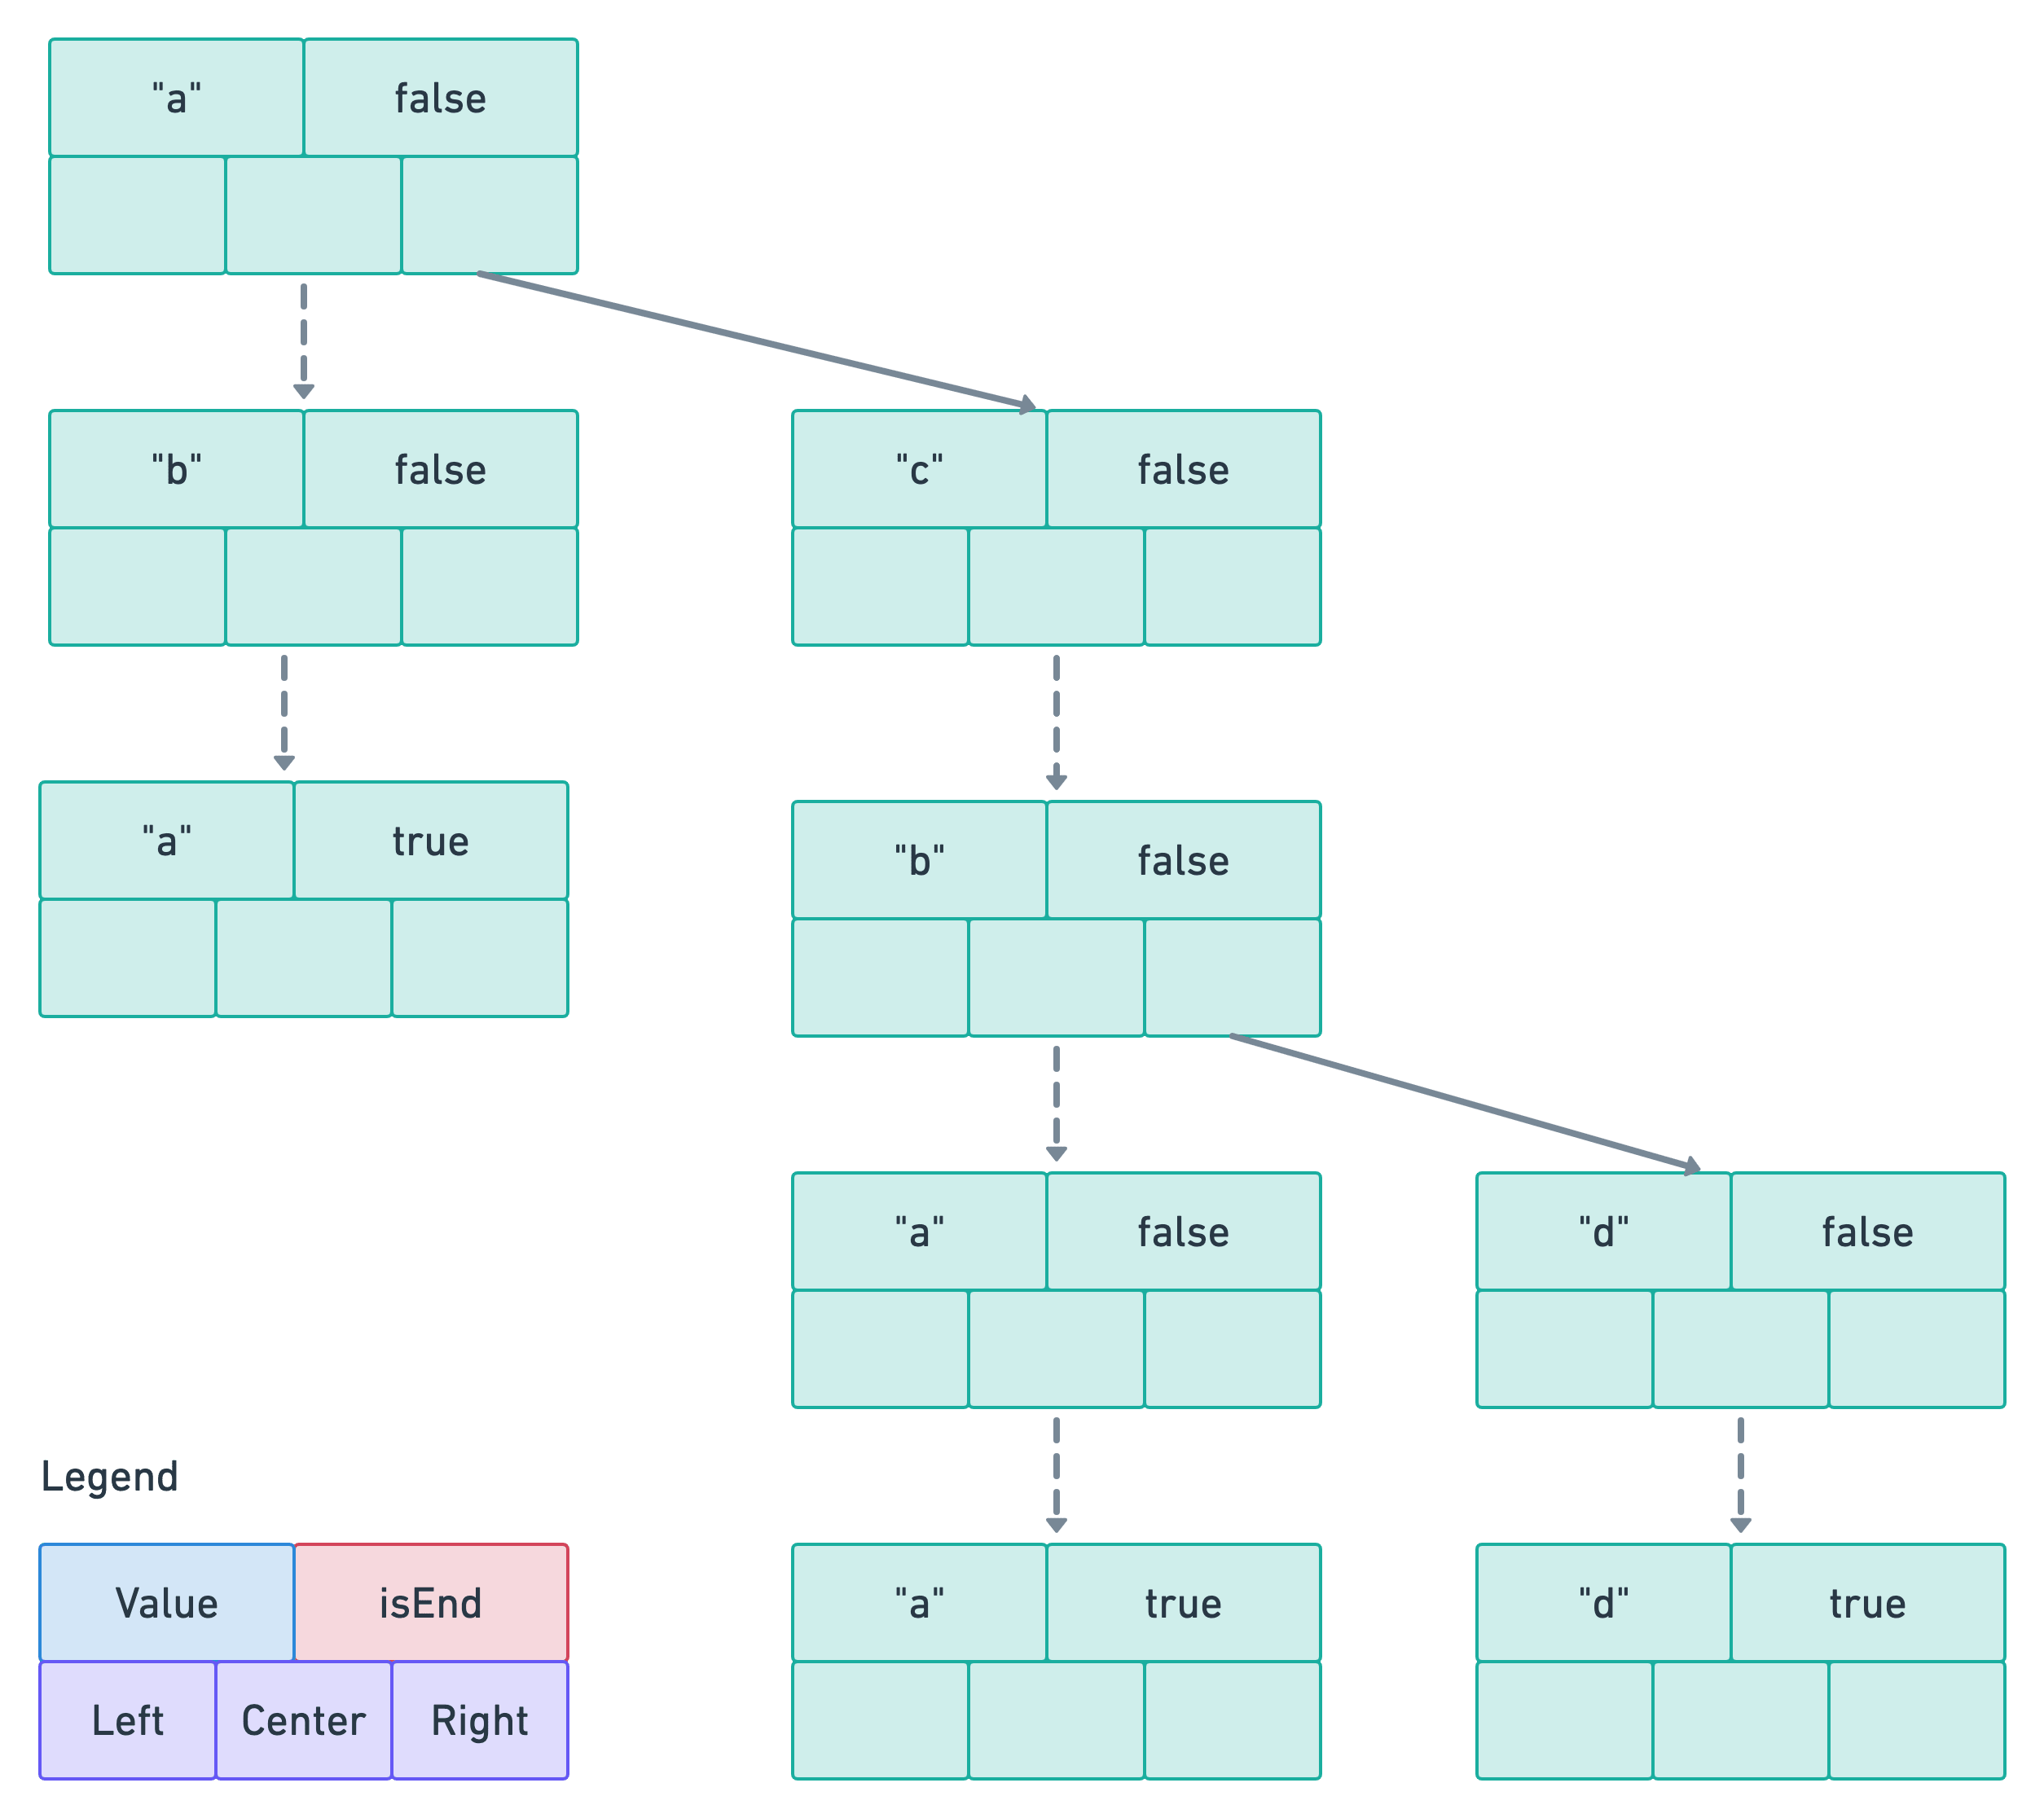 "a" false
"b" false "c" false
"a" true "b" false
"a" false "d" false
Legend
Value isEnd "a" true "d" true
Left Center Right